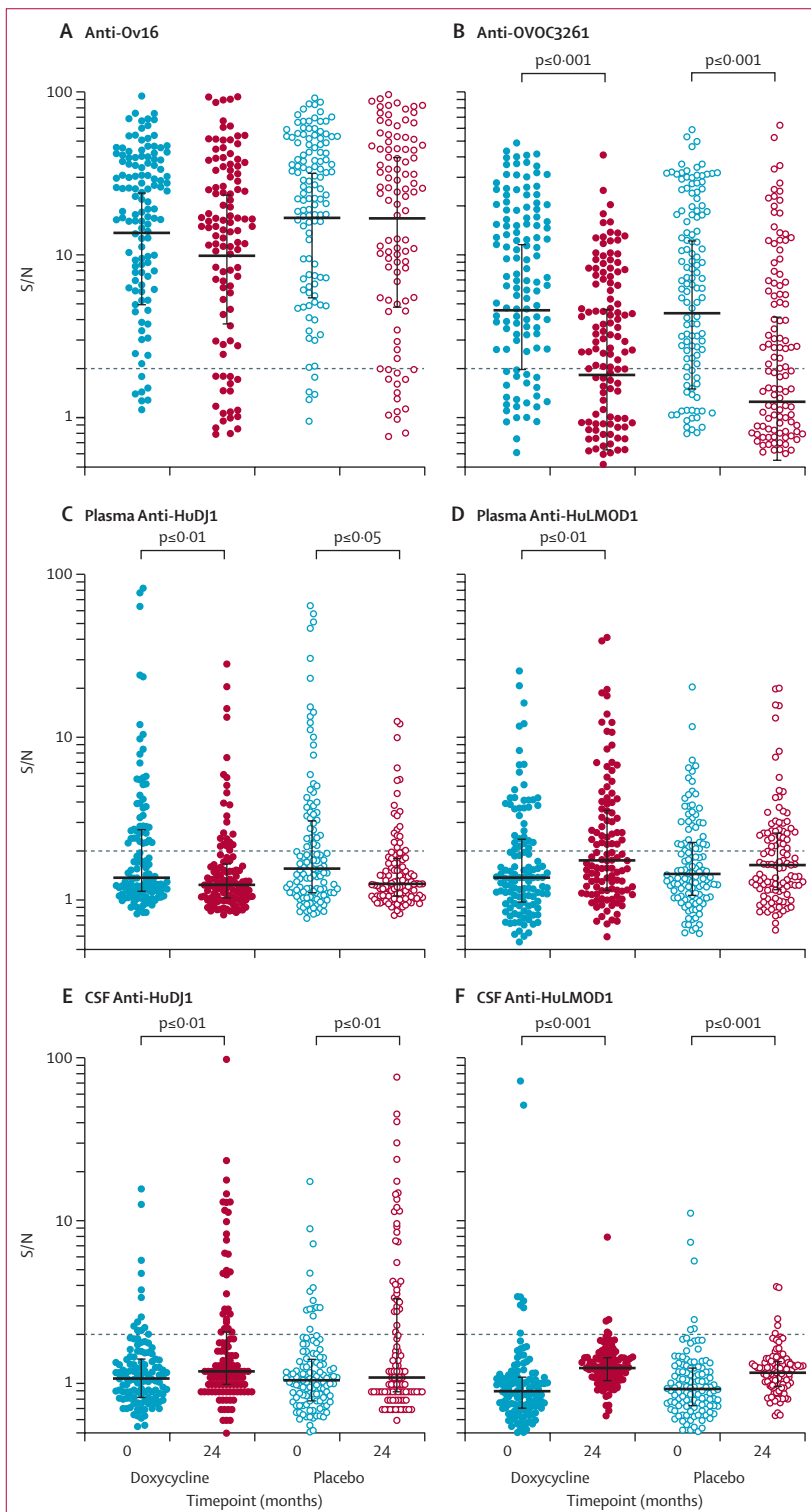 A Anti-Ov16
B Anti-OVOC3261
p≤0·001
p≤0·001
100
10
1
S/N
C Plasma Anti-HuDJ1
D Plasma Anti-HuLMOD1
p≤0·01
p≤0·05
p≤0·01
100
10
1
S/N
E CSF Anti-HuDJ1
F CSF Anti-HuLMOD1
p≤0·01
p≤0·01
p≤0·001
p≤0·001
100
10
1
S/N
0
24
0
24
0
24
0
24
Doxycycline
Placebo
Doxycycline
Placebo
Timepoint (months)
Timepoint (months)